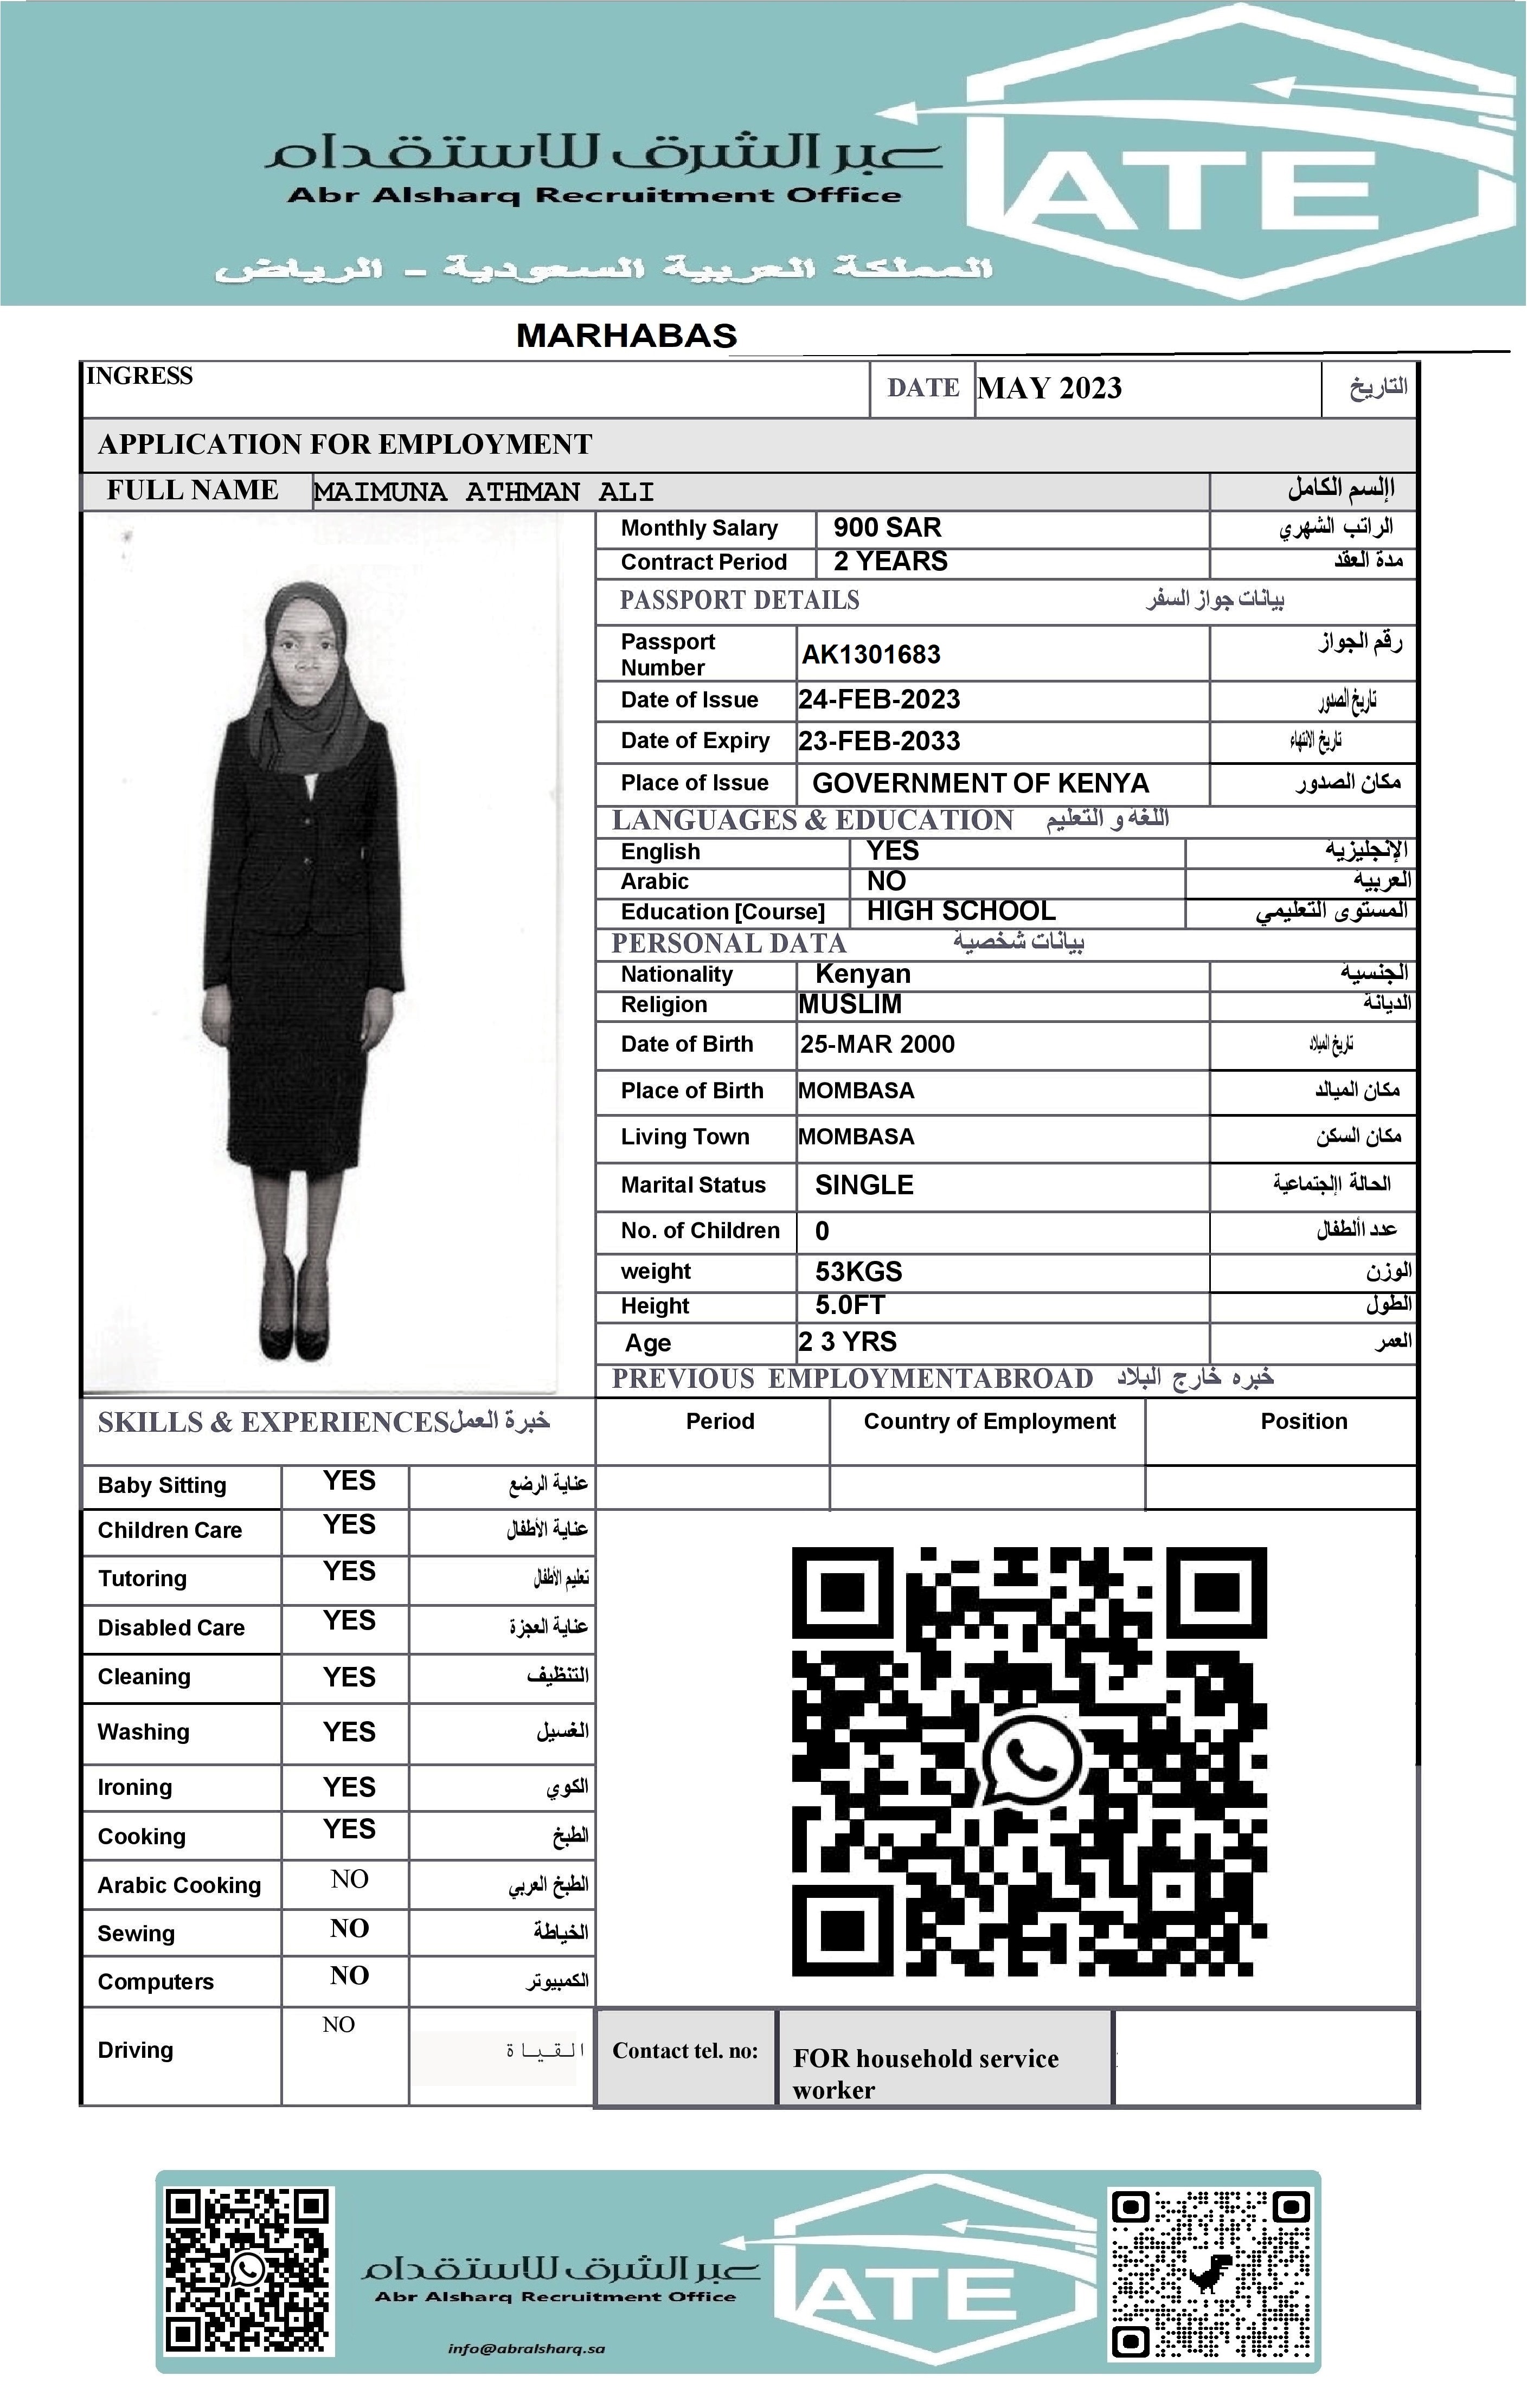 عبر الشرق للاستقدام
Abr Alsharq Recruitment Office
المملكة العربية السعودية - الرياض
ATE
MARHABAS
INGRESS
DATE MAY 2023 التاريخ
APPLICATION FOR EMPLOYMENT
FULL NAME MAIMUNA ATHMAN ALI االسم الكامل
Monthly Salary 900 SAR الراتب الشهري
Contract Period 2 YEARS مدة العقد
PASSPORT DETAILS بيانات جواز السفر
Passport Number AK1301683 رقم الجواز
Date of Issue 24-FEB-2023 تاريخ الصدور
Date of Expiry 23-FEB-2033 تاريخ الانتهاء
Place of Issue GOVERNMENT OF KENYA مكان الصدور
LANGUAGES & EDUCATION اللغة و التعليم
English YES الإنجليزية
Arabic NO العربية
Education [Course] HIGH SCHOOL المستوى التعليمي
PERSONAL DATA بيانات شخصية
Nationality Kenyan الجنسية
Religion MUSLIM الديانة
Date of Birth 25-MAR 2000 تاريخ الميلاد
Place of Birth MOMBASA مكان الميالد
Living Town MOMBASA مكان السكن
Marital Status SINGLE الحالة اإلجتماعية
No. of Children 0 عدد األطفال
weight 53KGS الوزن
Height 5.0FT الطول
Age 2 3 YRS العمر
PREVIOUS EMPLOYMENTABROAD خبره خارج البلاد
Period Country of Employment Position
SKILLS & EXPERIENCES خبرة العمل
Baby Sitting YES عناية الرضع
Children Care YES عناية الأطفال
Tutoring YES تعليم الأطفال
Disabled Care YES عناية العجزة
Cleaning YES التنظيف
Washing YES الغسيل
Ironing YES الكوي
Cooking YES الطبخ
Arabic Cooking NO الطبخ العربي
Sewing NO الخياطة
Computers NO الكمبيوتر
Driving NO القياة
Contact tel. no: FOR household service
worker
عبر الشرق للاستقدام
Abr Alsharq Recruitment Office
info@abralsharq.sa
ATE